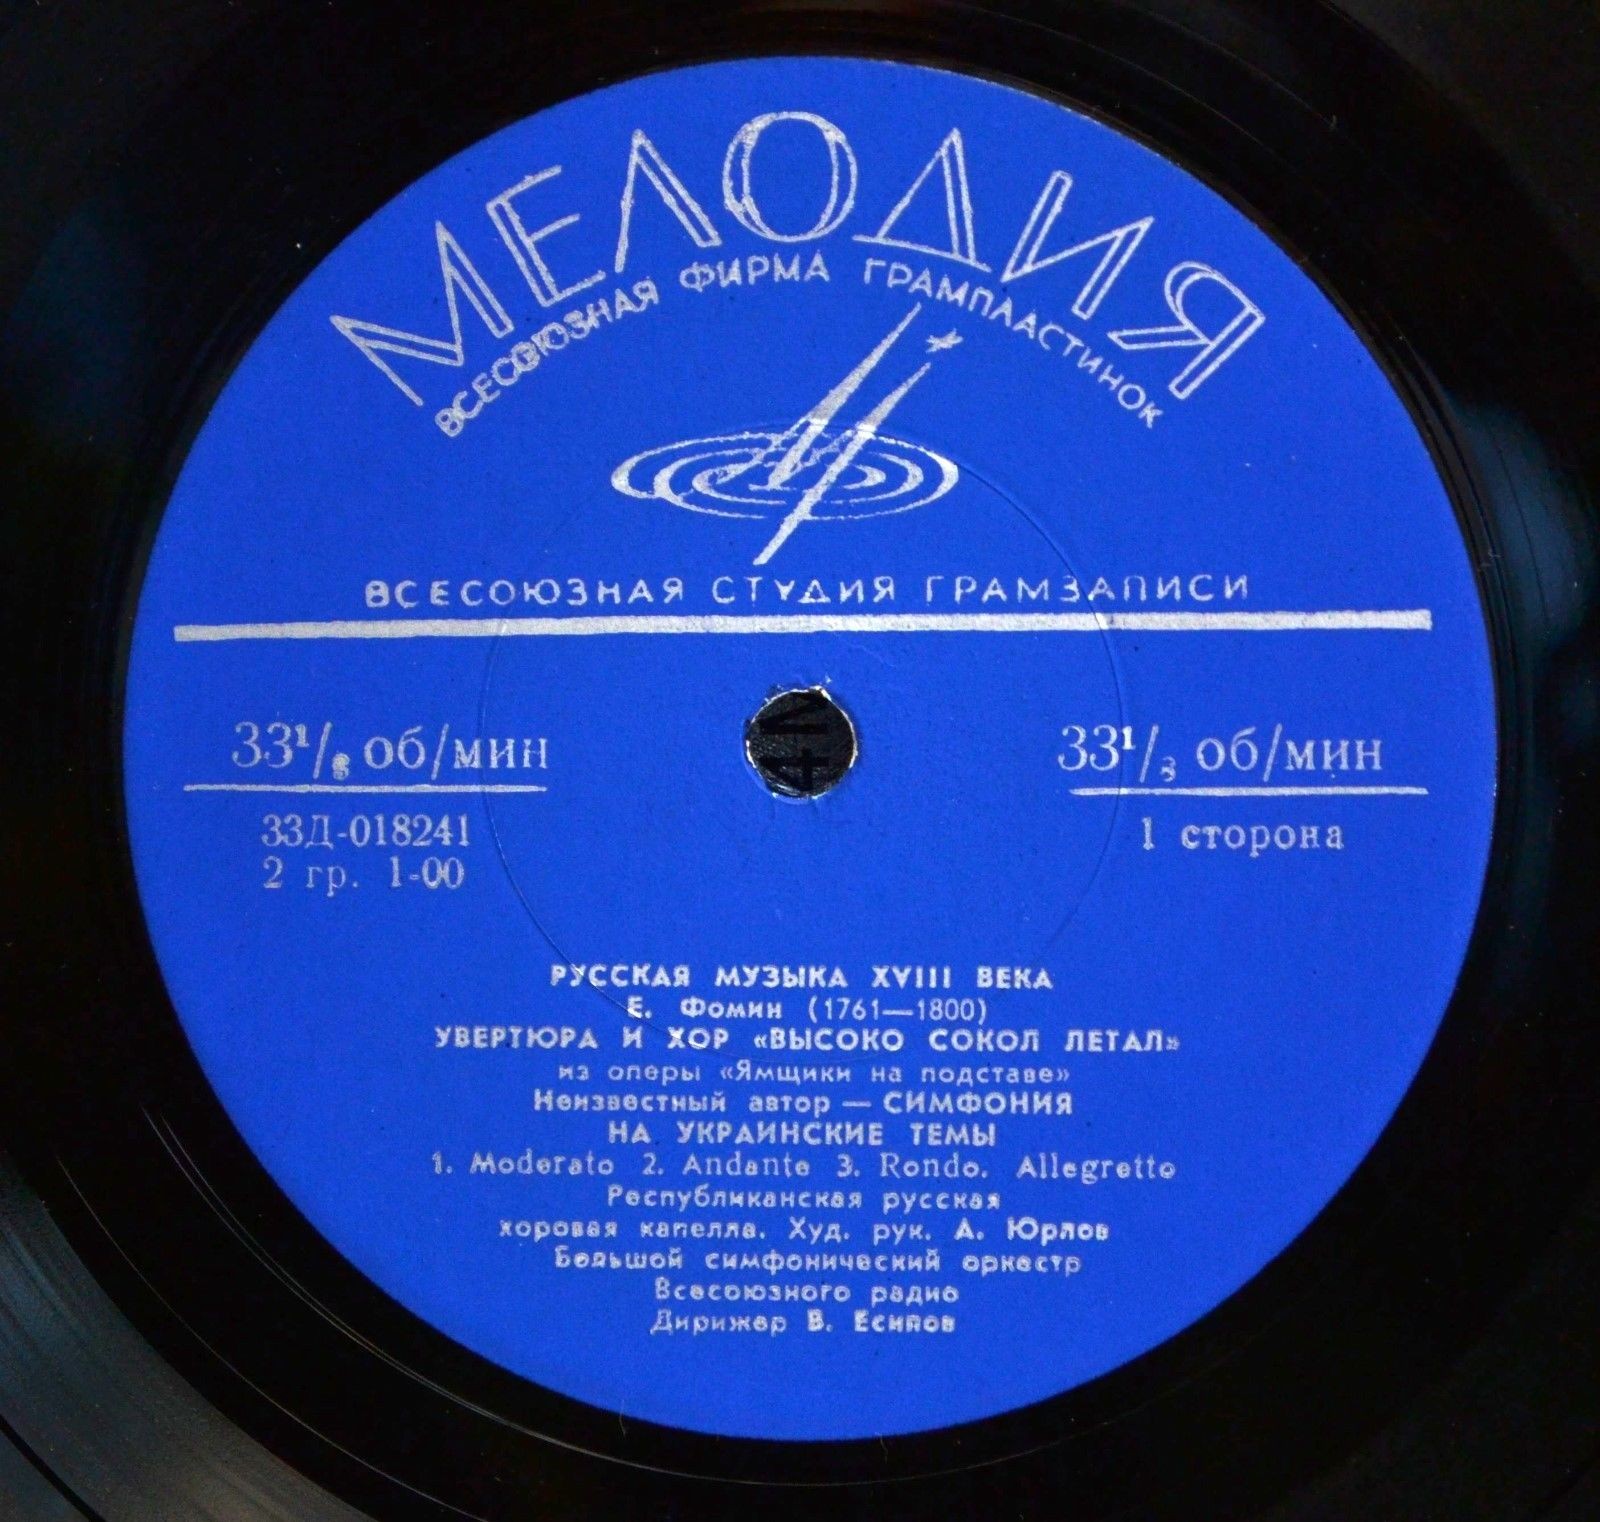 МЕЛОДИЯ
ВСЕСОЮЗНАЯ ФИРМА ГРАМПЛАСТИНОК
ВСЕСОЮЗНАЯ СТУДИЯ ГРАМЗАПИСИ
33¹/₃ об/мин
33Д-018241
2 гр. 1-00
33¹/₃ об/мин
1 сторона
РУССКАЯ МУЗЫКА XVIII ВЕКА
Е. Фомин (1761—1800)
УВЕРТЮРА И ХОР «ВЫСОКО СОКОЛ ЛЕТАЛ»
из оперы «Ямщики на подставе»
Неизвестный автор — СИМФОНИЯ
НА УКРАИНСКИЕ ТЕМЫ
1. Moderato 2. Andante 3. Rondo. Allegretto
Республиканская русская
хоровая капелла. Худ. рук. А. Юрлов
Большой симфонический оркестр
Всесоюзного радио
Дирижер В. Есипов